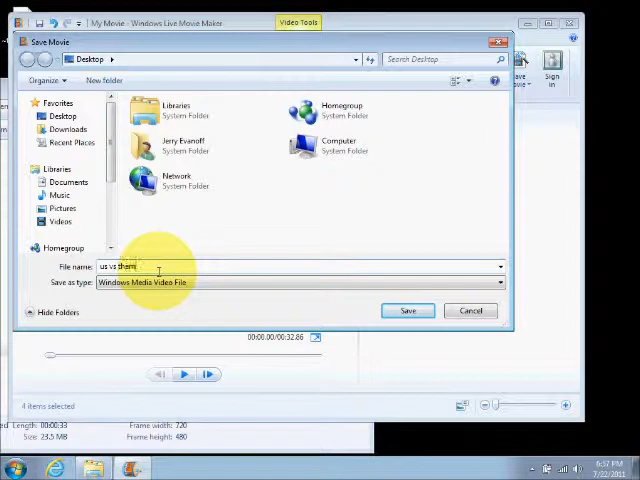 My Movie - Windows Live Movie Maker
Video Tools
Save Movie
Desktop
Search Desktop
Organize
New folder
Favorites
Desktop
Downloads
Recent Places
Libraries
Documents
Music
Pictures
Videos
Homegroup
Libraries
System Folder
Homegroup
System Folder
Jerry Evanoff
System Folder
Computer
System Folder
Network
System Folder
Sign
in
File name: us vs them
Save as type: Windows Media Video File
Hide Folders
Save
Cancel
00:00.00/00:32.86
4 items selected
Length: 00:00:33
Frame width: 720
Size: 23.5 MB
Frame height: 480
6:37 PM
7/22/2011